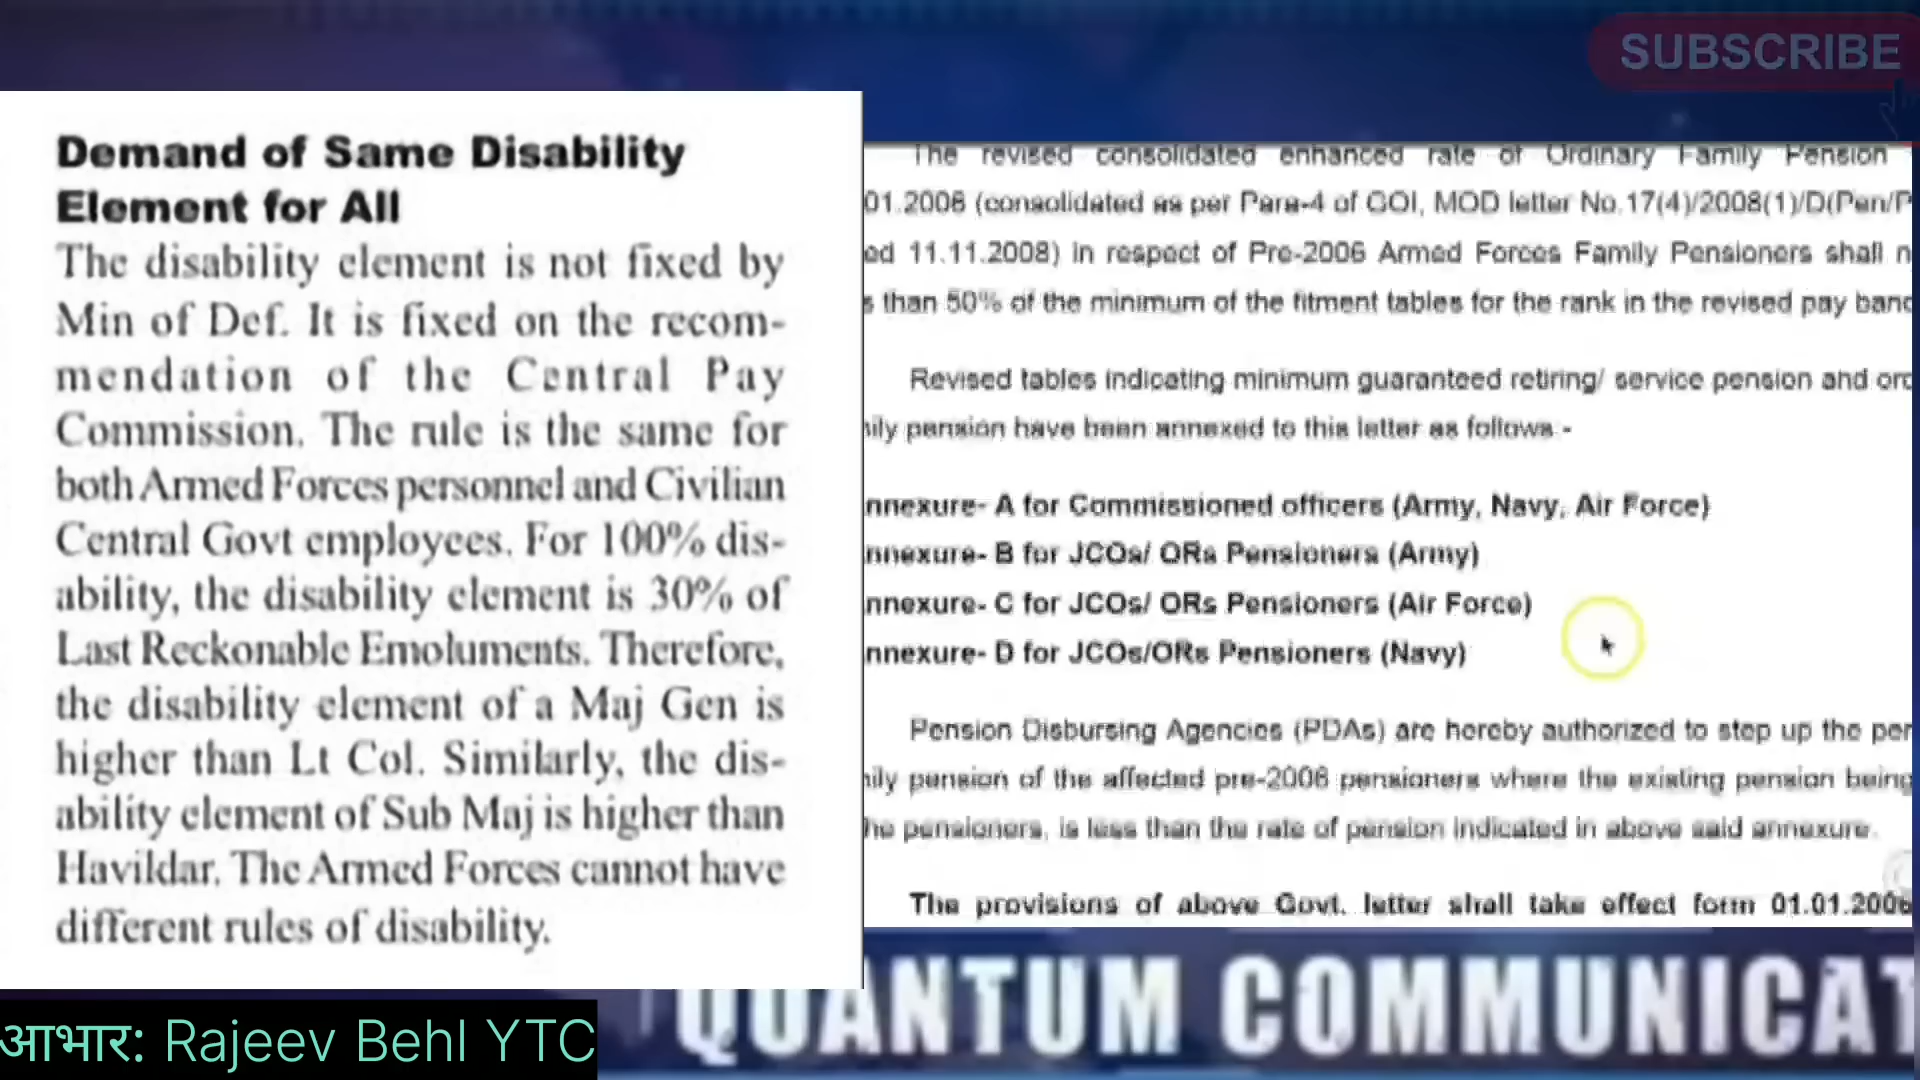 SUBSCRIBE
Demand of Same Disability
Element for All
The disability element is not fixed by
Min of Def. It is fixed on the recom-
mendation of the Central Pay
Commission. The rule is the same for
both Armed Forces personnel and Civilian
Central Govt employees. For 100% dis-
ability, the disability element is 30% of
Last Reckonable Emoluments. Therefore,
the disability element of a Maj Gen is
higher than Lt Col. Similarly, the dis-
ability element of Sub Maj is higher than
Havildar. The Armed Forces cannot have
different rules of disability.
The revised consolidated enhanced rate of Ordinary Family Pension
01.2006 (consolidated as per Para-4 of GOI, MOD letter No.17(4)/2008(1)/D(Pen/P
ed 11.11.2008) in respect of Pre-2006 Armed Forces Family Pensioners shall n
s than 50% of the minimum of the fitment tables for the rank in the revised pay band
Revised tables indicating minimum guaranteed retiring/ service pension and ord
ily pension have been annexed to this letter as follows -
nnexure- A for Commissioned officers (Army, Navy, Air Force)
nnexure- B for JCOs/ ORs Pensioners (Army)
nnexure- C for JCOs/ ORs Pensioners (Air Force)
nnexure- D for JCOs/ORs Pensioners (Navy)
Pension Disbursing Agencies (PDAs) are hereby authorized to step up the pen
ily pension of the affected pre-2006 pensioners where the existing pension being
he pensioners, is less than the rate of pension indicated in above said annexure.
The provisions of above Govt. letter shall take effect form 01.01.2006
QUANTUM COMMUNICAT
आभार: Rajeev Behl YTC